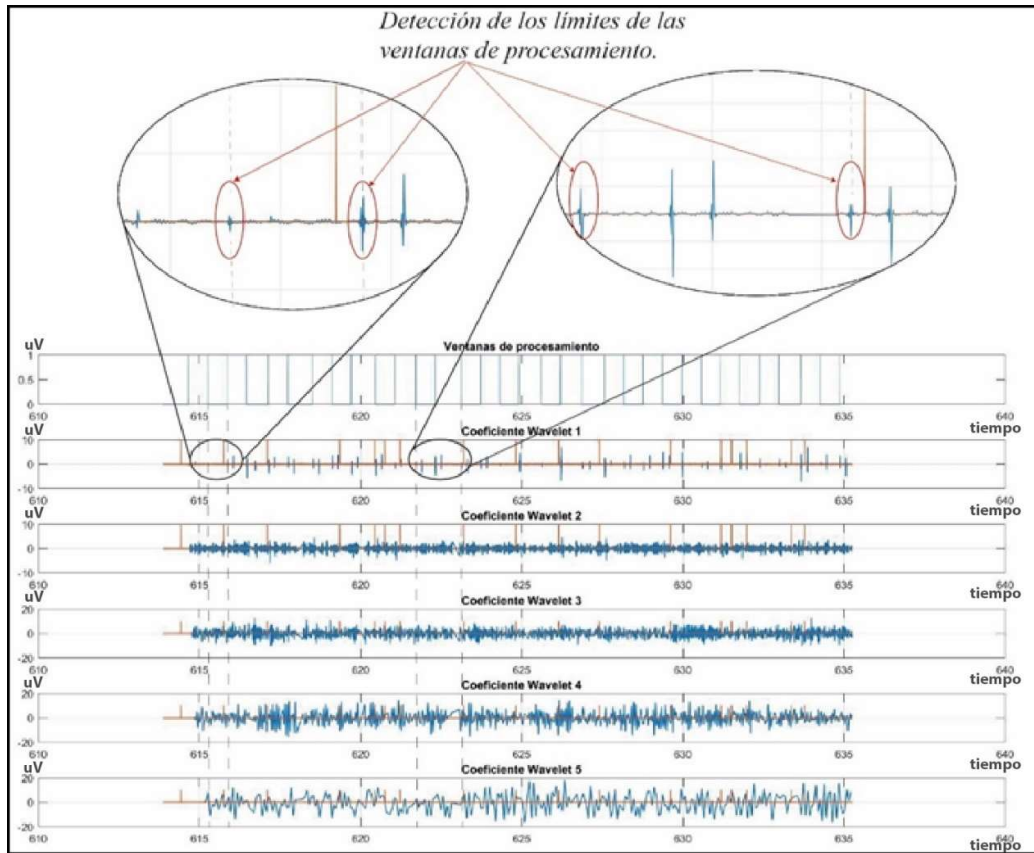 Detección de los límites de las
ventanas de procesamiento.
uV
Ventanas de procesamiento
1
0.5
0
610 615 620 625 630 635 640
tiempo
uV
Coeficiente Wavelet 1
10
0
-10
610 615 620 625 630 635 640
tiempo
uV
Coeficiente Wavelet 2
10
0
-10
610 615 620 625 630 635 640
tiempo
uV
Coeficiente Wavelet 3
20
0
-20
610 615 620 625 630 635 640
tiempo
uV
Coeficiente Wavelet 4
20
0
-20
610 615 620 625 630 635 640
tiempo
uV
Coeficiente Wavelet 5
20
0
-20
610 615 620 625 630 635 640
tiempo